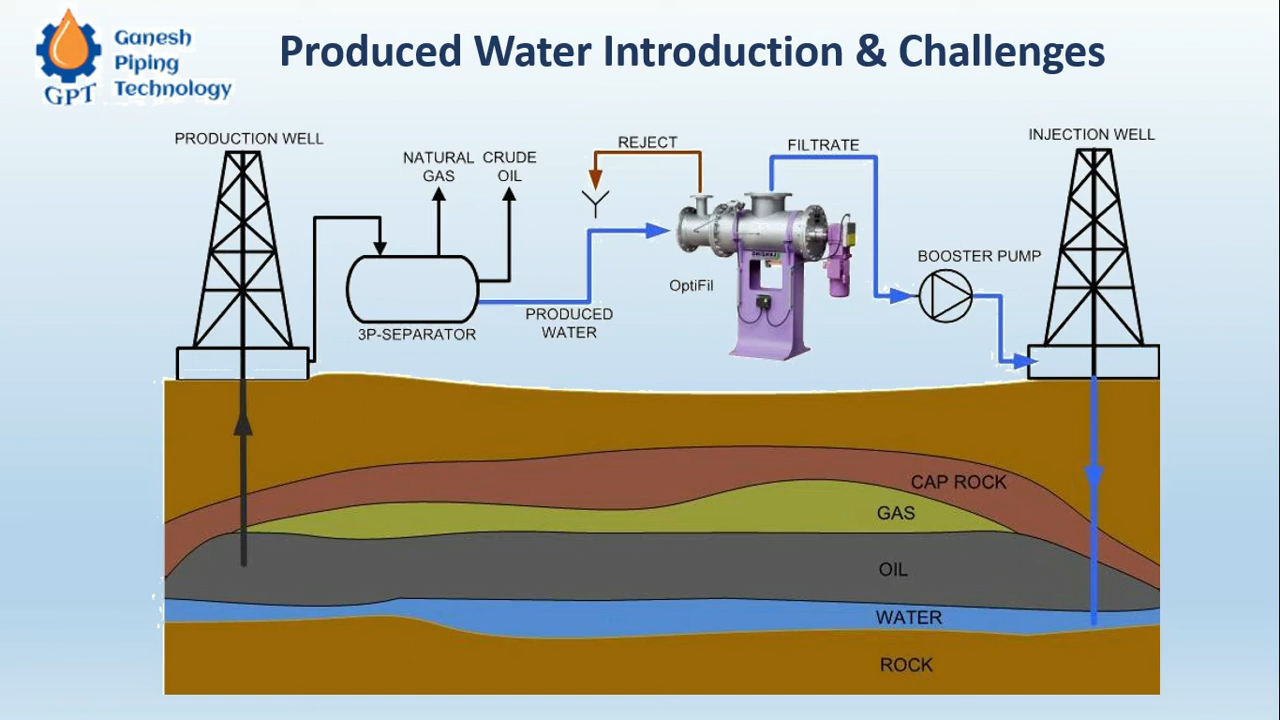 Ganesh
Piping
Technology
GPT
Produced Water Introduction & Challenges
PRODUCTION WELL
INJECTION WELL
NATURAL
GAS
CRUDE
OIL
REJECT
FILTRATE
BOOSTER PUMP
OptiFil
PRODUCED
WATER
3P-SEPARATOR
CAP ROCK
GAS
OIL
WATER
ROCK